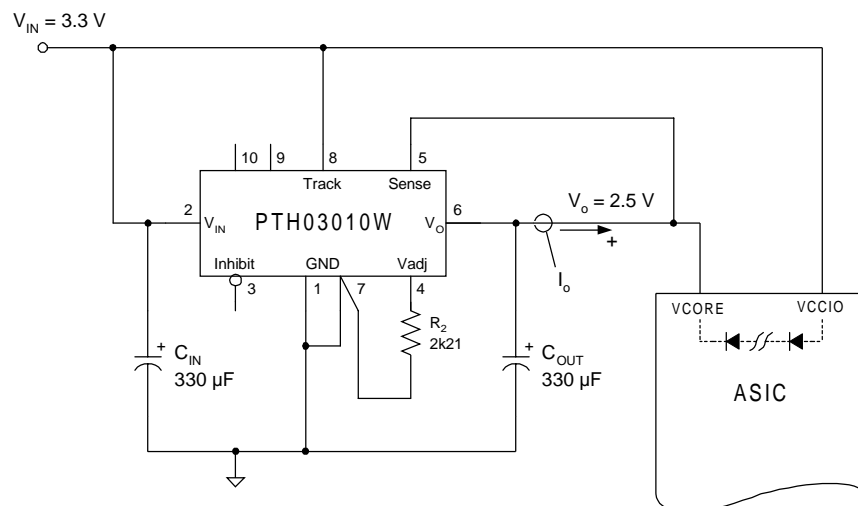 V_IN = 3.3 V
10 9 8 5
Track Sense
2 V_IN PTH03010W V_O 6
V_o = 2.5 V
+
I_o
Inhibit GND Vadj
3 1 7 4
VCORE VCCIO
R_2
2k21
+ C_IN
330 µF
+ C_OUT
330 µF
ASIC